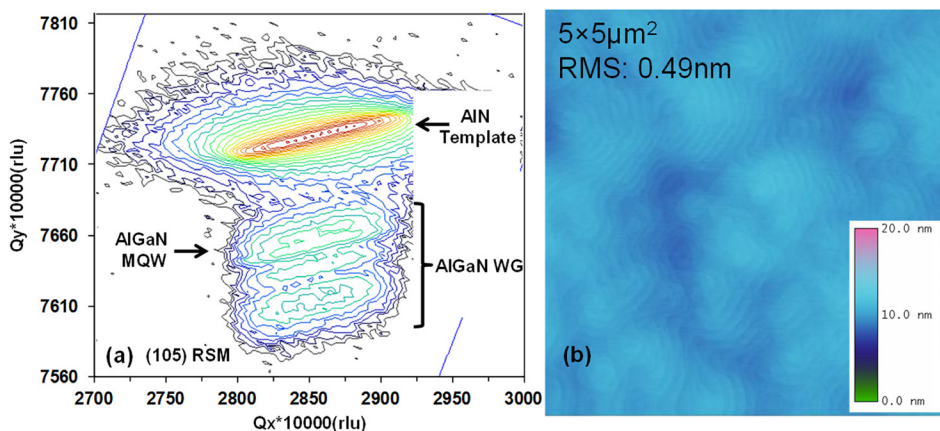 7810
7760
7710
7660
7610
7560
Qy*10000(rlu)
AlN
Template
AlGaN
MQW
AlGaN WG
(a) (105) RSM
2700 2750 2800 2850 2900 2950 3000
Qx*10000(rlu)
5×5µm²
RMS: 0.49nm
20.0 nm
10.0 nm
0.0 nm
(b)